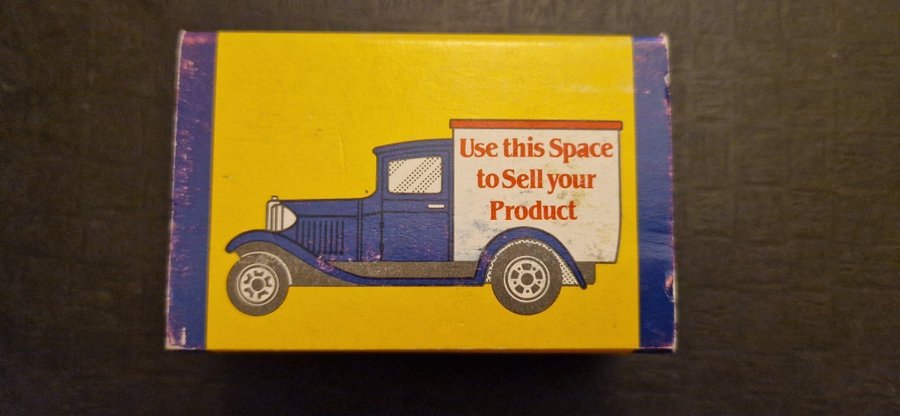 Use this Space
to Sell your
Product